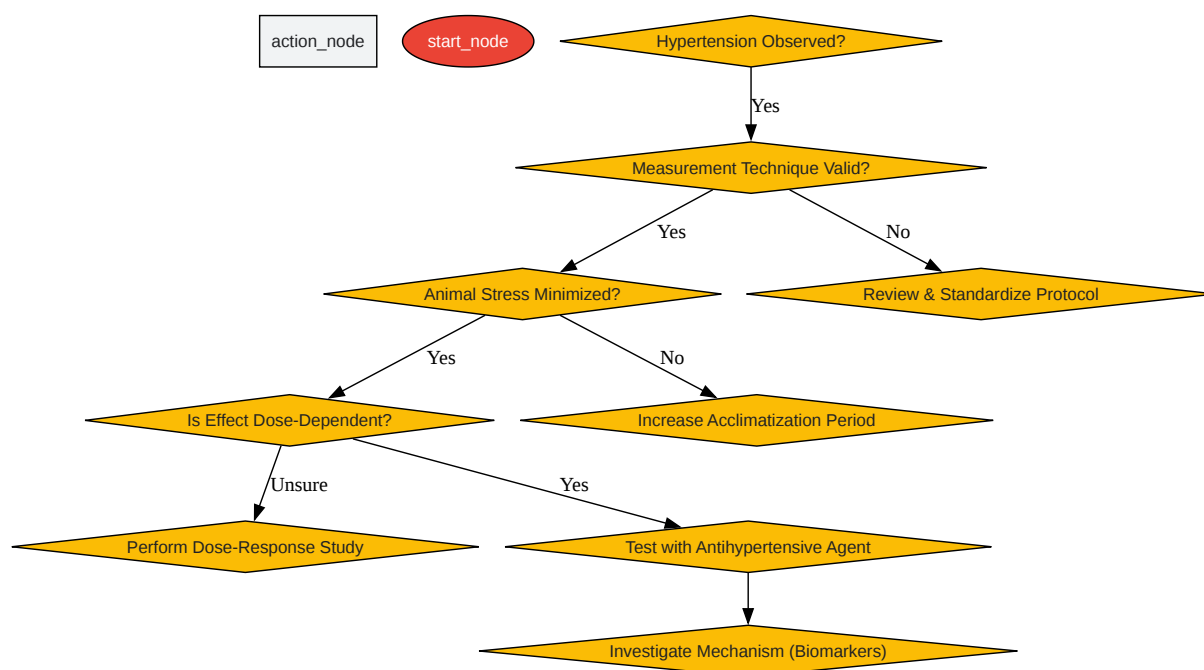 action_node
start_node
Hypertension Observed?
Yes
Measurement Technique Valid?
Yes
No
Animal Stress Minimized?
Review & Standardize Protocol
Yes
No
Is Effect Dose-Dependent?
Increase Acclimatization Period
Unsure
Yes
Perform Dose-Response Study
Test with Antihypertensive Agent
Investigate Mechanism (Biomarkers)